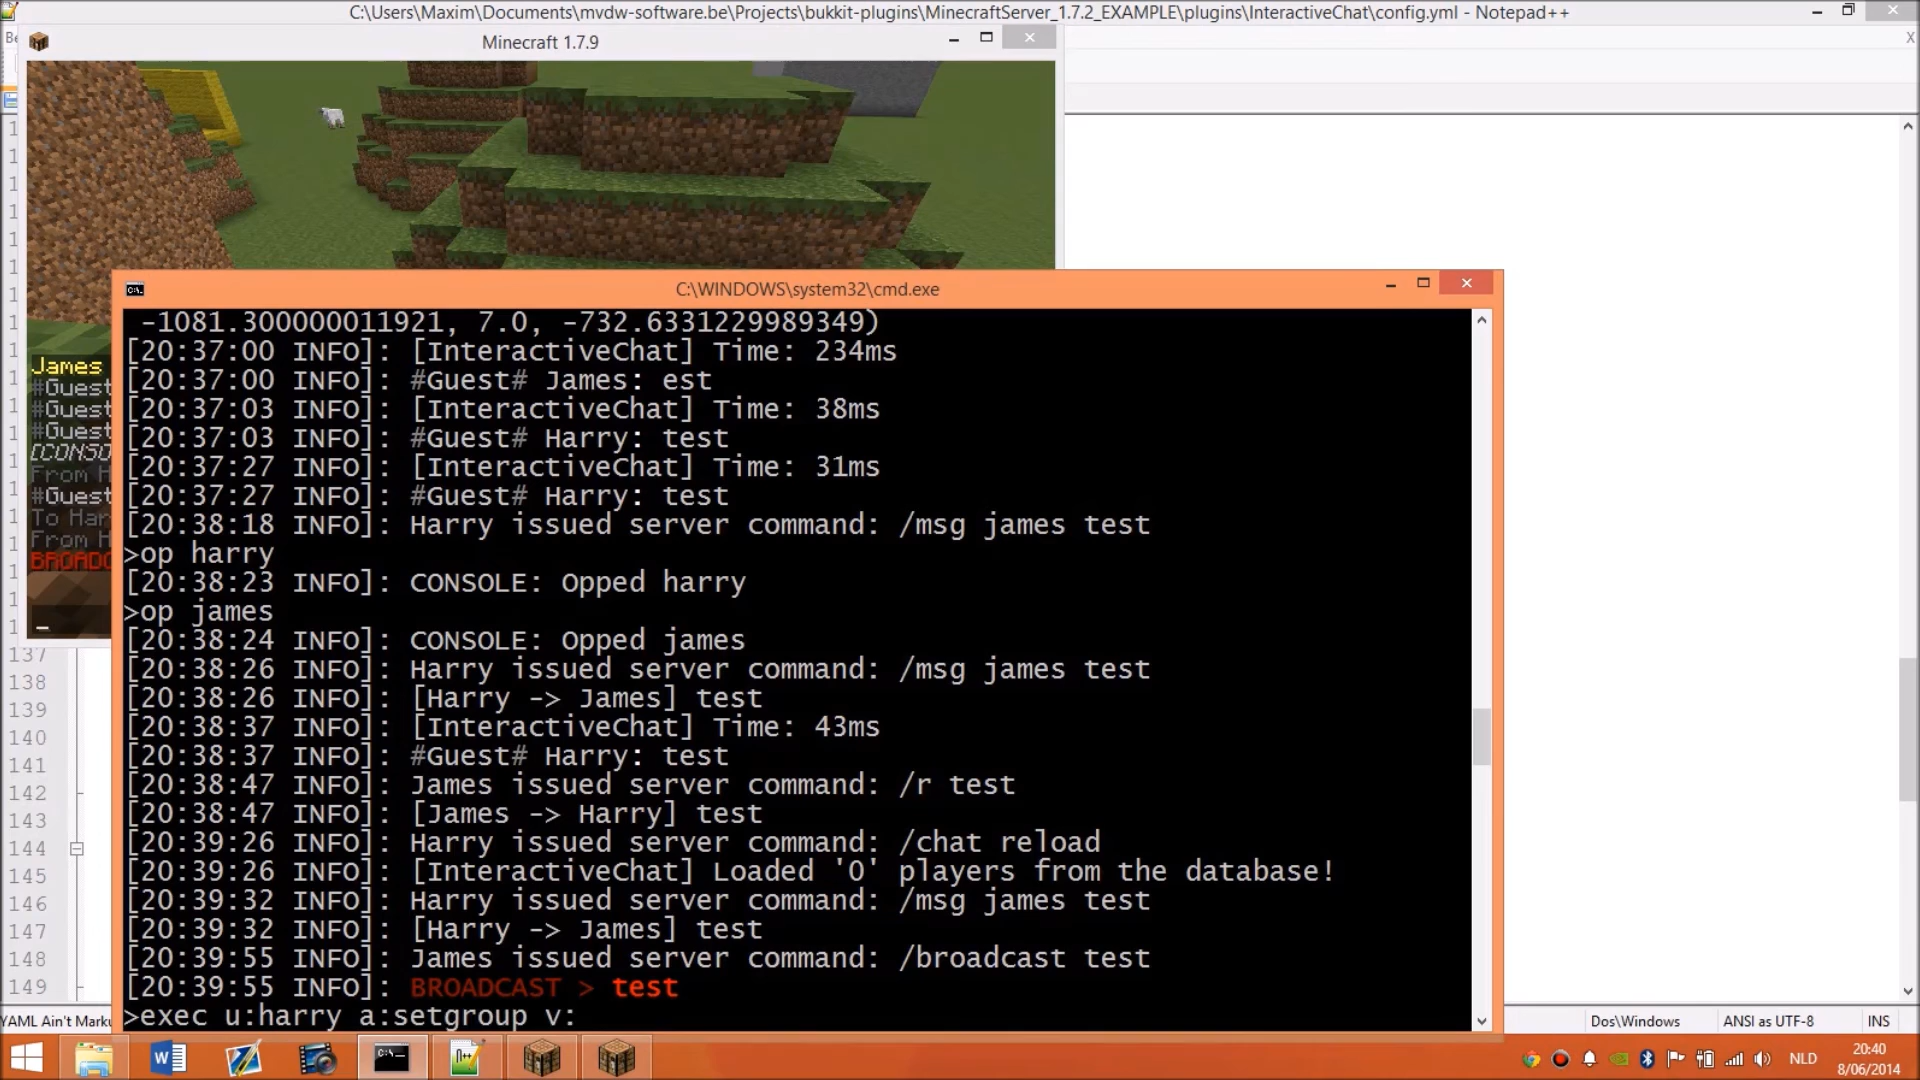 C:\Users\Maxim\Documents\mvdw-software.be\Projects\bukkit-plugins\MinecraftServer_1.7.2_EXAMPLE\plugins\InteractiveChat\config.yml - Notepad++
Minecraft 1.7.9
C:\WINDOWS\system32\cmd.exe
-1081.300000011921, 7.0, -732.6331229989349)
[20:37:00 INFO]: [InteractiveChat] Time: 234ms
[20:37:00 INFO]: #Guest# James: est
[20:37:03 INFO]: [InteractiveChat] Time: 38ms
[20:37:03 INFO]: #Guest# Harry: test
[20:37:27 INFO]: [InteractiveChat] Time: 31ms
[20:37:27 INFO]: #Guest# Harry: test
[20:38:18 INFO]: Harry issued server command: /msg james test
>op harry
[20:38:23 INFO]: CONSOLE: Opped harry
>op james
[20:38:24 INFO]: CONSOLE: Opped james
[20:38:26 INFO]: Harry issued server command: /msg james test
[20:38:26 INFO]: [Harry -> James] test
[20:38:37 INFO]: [InteractiveChat] Time: 43ms
[20:38:37 INFO]: #Guest# Harry: test
[20:38:47 INFO]: James issued server command: /r test
[20:38:47 INFO]: [James -> Harry] test
[20:39:26 INFO]: Harry issued server command: /chat reload
[20:39:26 INFO]: [InteractiveChat] Loaded '0' players from the database!
[20:39:32 INFO]: Harry issued server command: /msg james test
[20:39:32 INFO]: [Harry -> James] test
[20:39:55 INFO]: James issued server command: /broadcast test
[20:39:55 INFO]: BROADCAST > test
>exec u:harry a:setgroup v:
James
#Guest
#Guest
#Guest
[CONSO
From H
#Guest
To Har
From H
BROADC
137
138
139
140
141
142
143
144
145
146
147
148
149
YAML Ain't Marku
Dos\Windows
ANSI as UTF-8
INS
NLD
20:40
8/06/2014